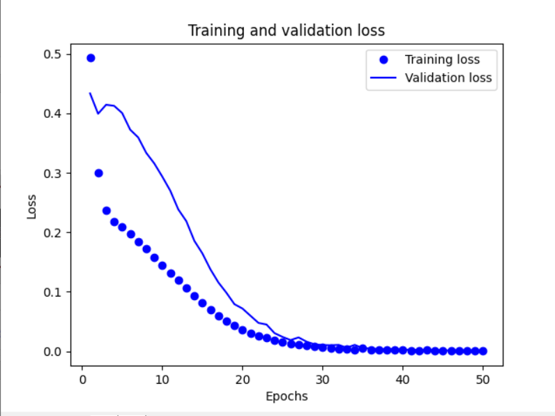 Training and validation loss
Training loss
Validation loss
0.5
0.4
0.3
0.2
0.1
0.0
Loss
0 10 20 30 40 50
Epochs